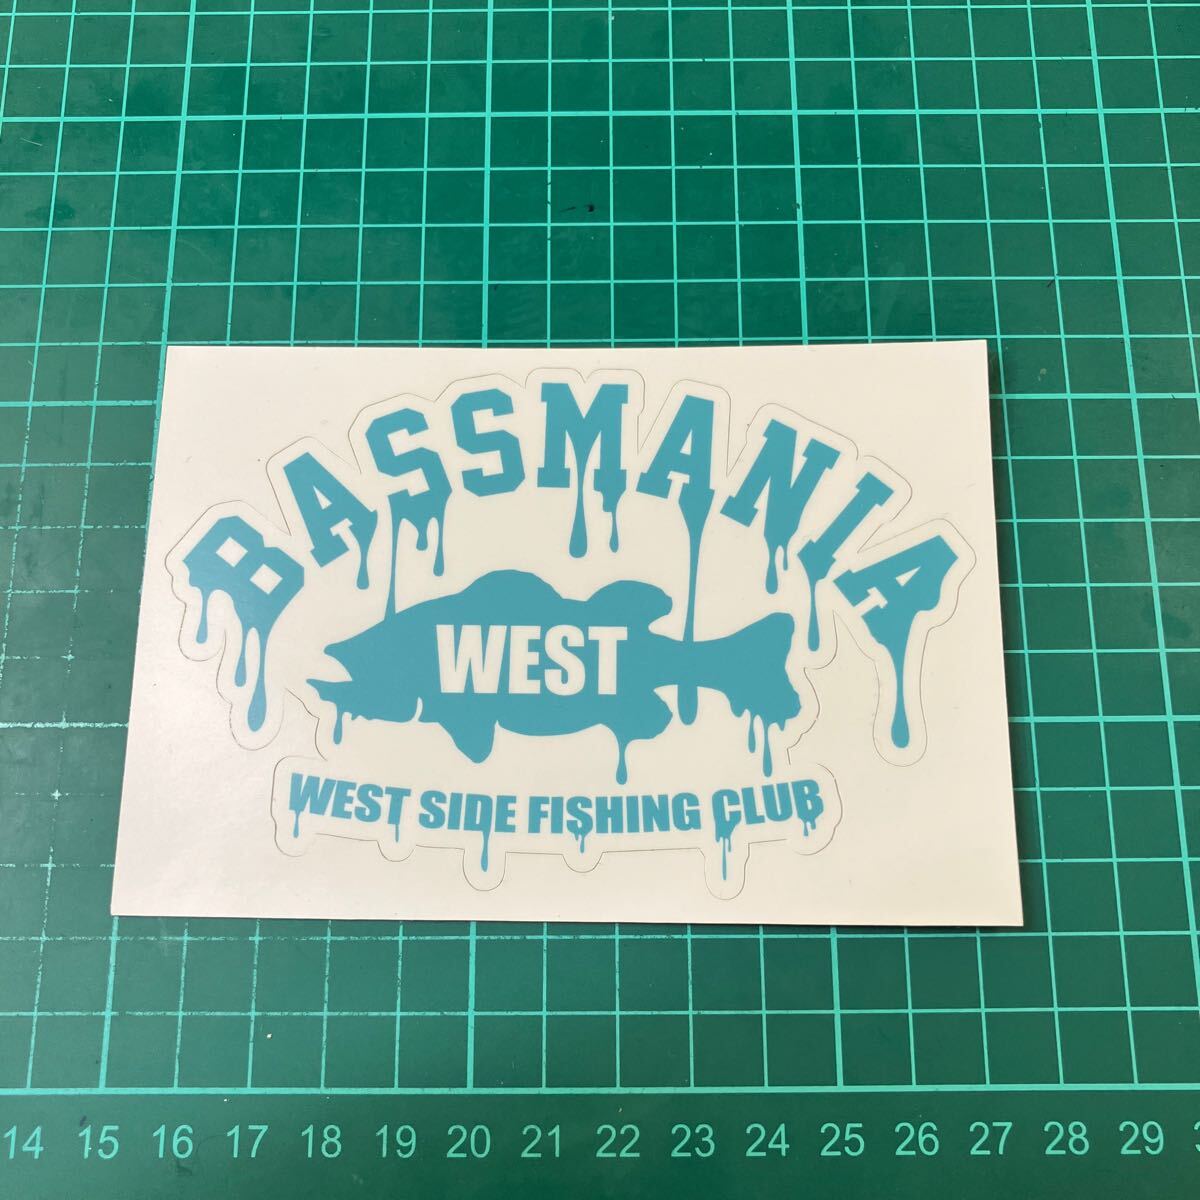 BASSMANIA
WEST
WEST SIDE FISHING CLUB
14 15 16 17 18 19 20 21 22 23 24 25 26 27 28 29